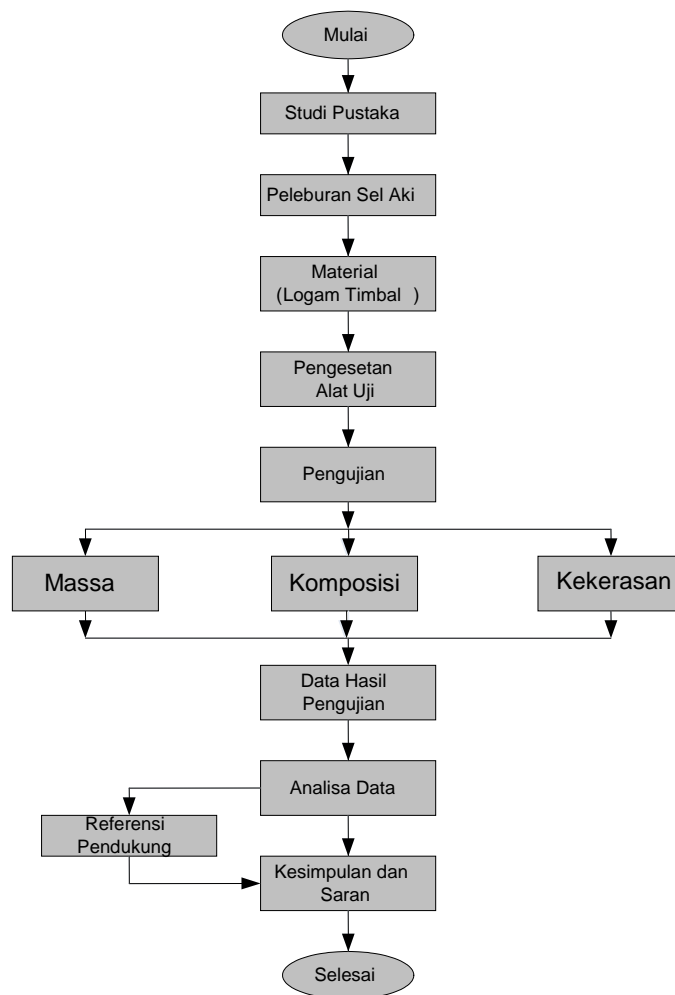 Mulai
Studi Pustaka
Peleburan Sel Aki
Material
(Logam Timbal )
Pengesetan
Alat Uji
Pengujian
Massa
Komposisi
Kekerasan
Data Hasil
Pengujian
Analisa Data
Referensi
Pendukung
Kesimpulan dan
Saran
Selesai